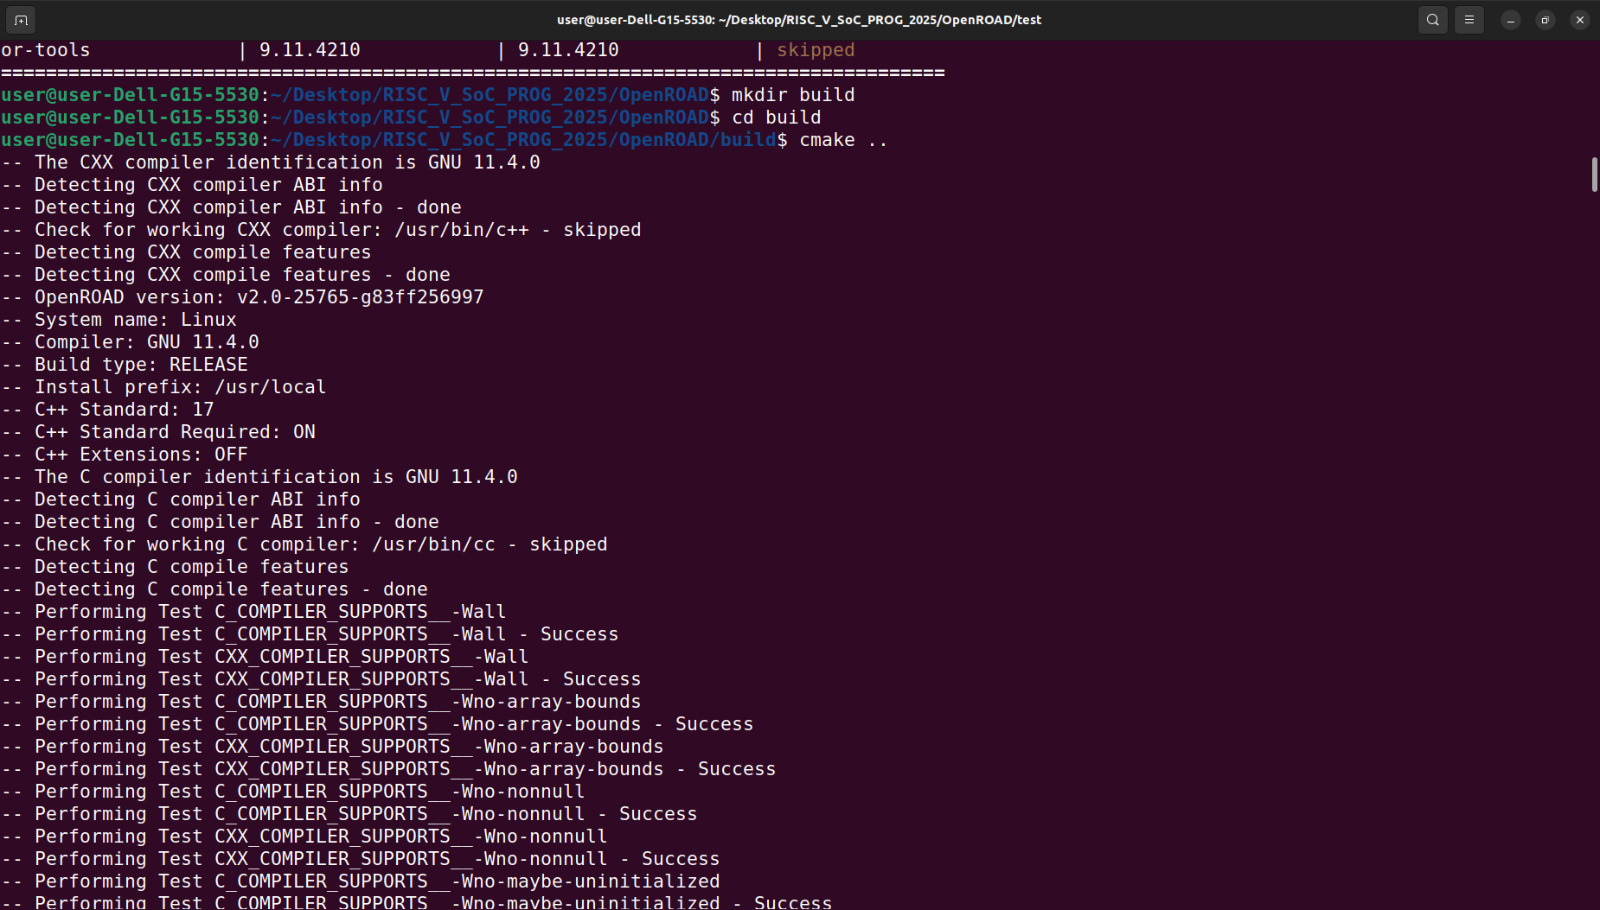 user@user-Dell-G15-5530: ~/Desktop/RISC_V_SoC_PROG_2025/OpenROAD/test
or-tools | 9.11.4210 | 9.11.4210 | skipped
====================================================================================
user@user-Dell-G15-5530:~/Desktop/RISC_V_SoC_PROG_2025/OpenROAD$ mkdir build
user@user-Dell-G15-5530:~/Desktop/RISC_V_SoC_PROG_2025/OpenROAD$ cd build
user@user-Dell-G15-5530:~/Desktop/RISC_V_SoC_PROG_2025/OpenROAD/build$ cmake ..
-- The CXX compiler identification is GNU 11.4.0
-- Detecting CXX compiler ABI info
-- Detecting CXX compiler ABI info - done
-- Check for working CXX compiler: /usr/bin/c++ - skipped
-- Detecting CXX compile features
-- Detecting CXX compile features - done
-- OpenROAD version: v2.0-25765-g83ff256997
-- System name: Linux
-- Compiler: GNU 11.4.0
-- Build type: RELEASE
-- Install prefix: /usr/local
-- C++ Standard: 17
-- C++ Standard Required: ON
-- C++ Extensions: OFF
-- The C compiler identification is GNU 11.4.0
-- Detecting C compiler ABI info
-- Detecting C compiler ABI info - done
-- Check for working C compiler: /usr/bin/cc - skipped
-- Detecting C compile features
-- Detecting C compile features - done
-- Performing Test C_COMPILER_SUPPORTS__-Wall
-- Performing Test C_COMPILER_SUPPORTS__-Wall - Success
-- Performing Test CXX_COMPILER_SUPPORTS__-Wall
-- Performing Test CXX_COMPILER_SUPPORTS__-Wall - Success
-- Performing Test C_COMPILER_SUPPORTS__-Wno-array-bounds
-- Performing Test C_COMPILER_SUPPORTS__-Wno-array-bounds - Success
-- Performing Test CXX_COMPILER_SUPPORTS__-Wno-array-bounds
-- Performing Test CXX_COMPILER_SUPPORTS__-Wno-array-bounds - Success
-- Performing Test C_COMPILER_SUPPORTS__-Wno-nonnull
-- Performing Test C_COMPILER_SUPPORTS__-Wno-nonnull - Success
-- Performing Test CXX_COMPILER_SUPPORTS__-Wno-nonnull
-- Performing Test CXX_COMPILER_SUPPORTS__-Wno-nonnull - Success
-- Performing Test C_COMPILER_SUPPORTS__-Wno-maybe-uninitialized
-- Performing Test C_COMPILER_SUPPORTS__-Wno-maybe-uninitialized - Success